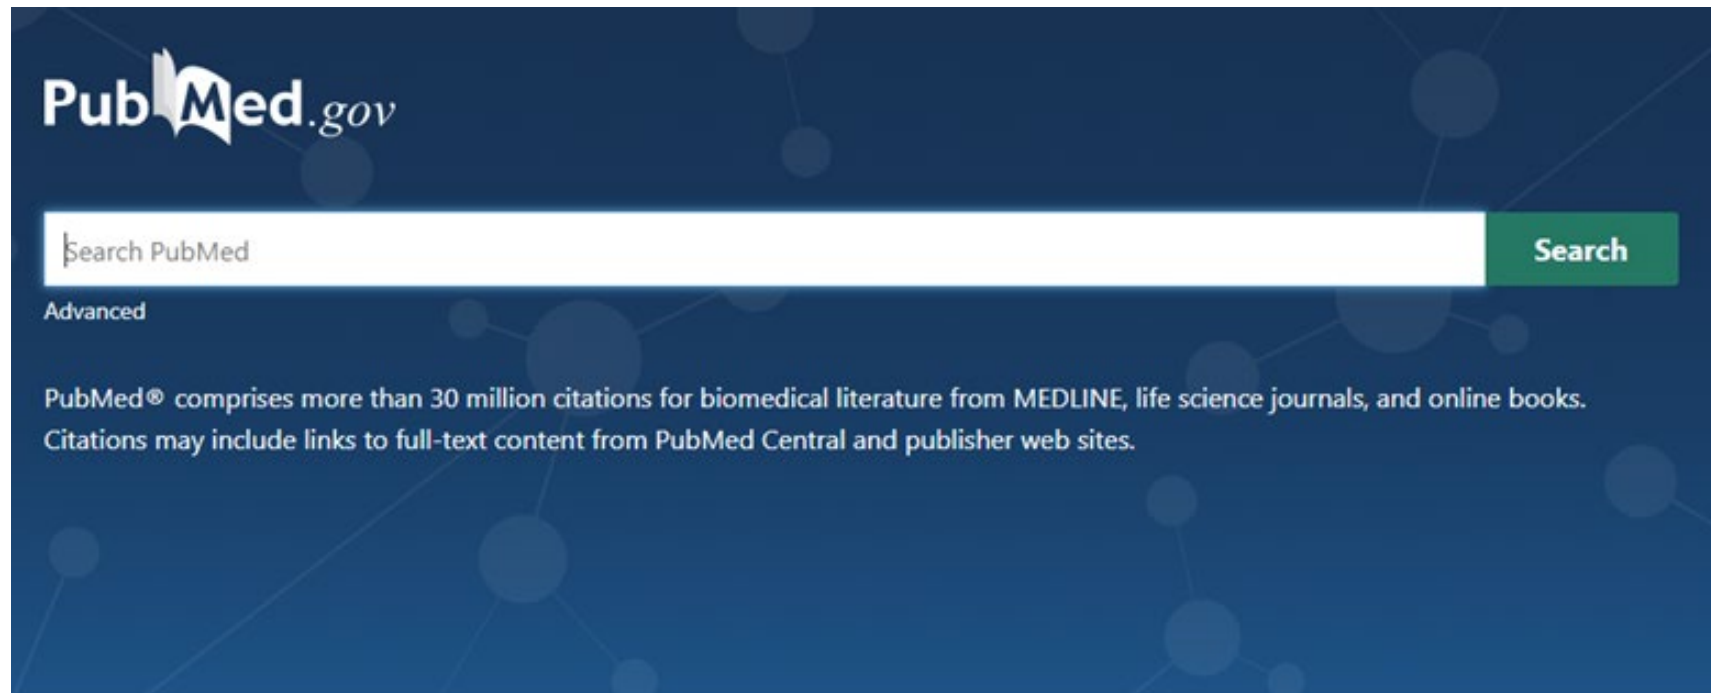 PubMed.gov
Search PubMed
Search
Advanced
PubMed® comprises more than 30 million citations for biomedical literature from MEDLINE, life science journals, and online books.
Citations may include links to full-text content from PubMed Central and publisher web sites.